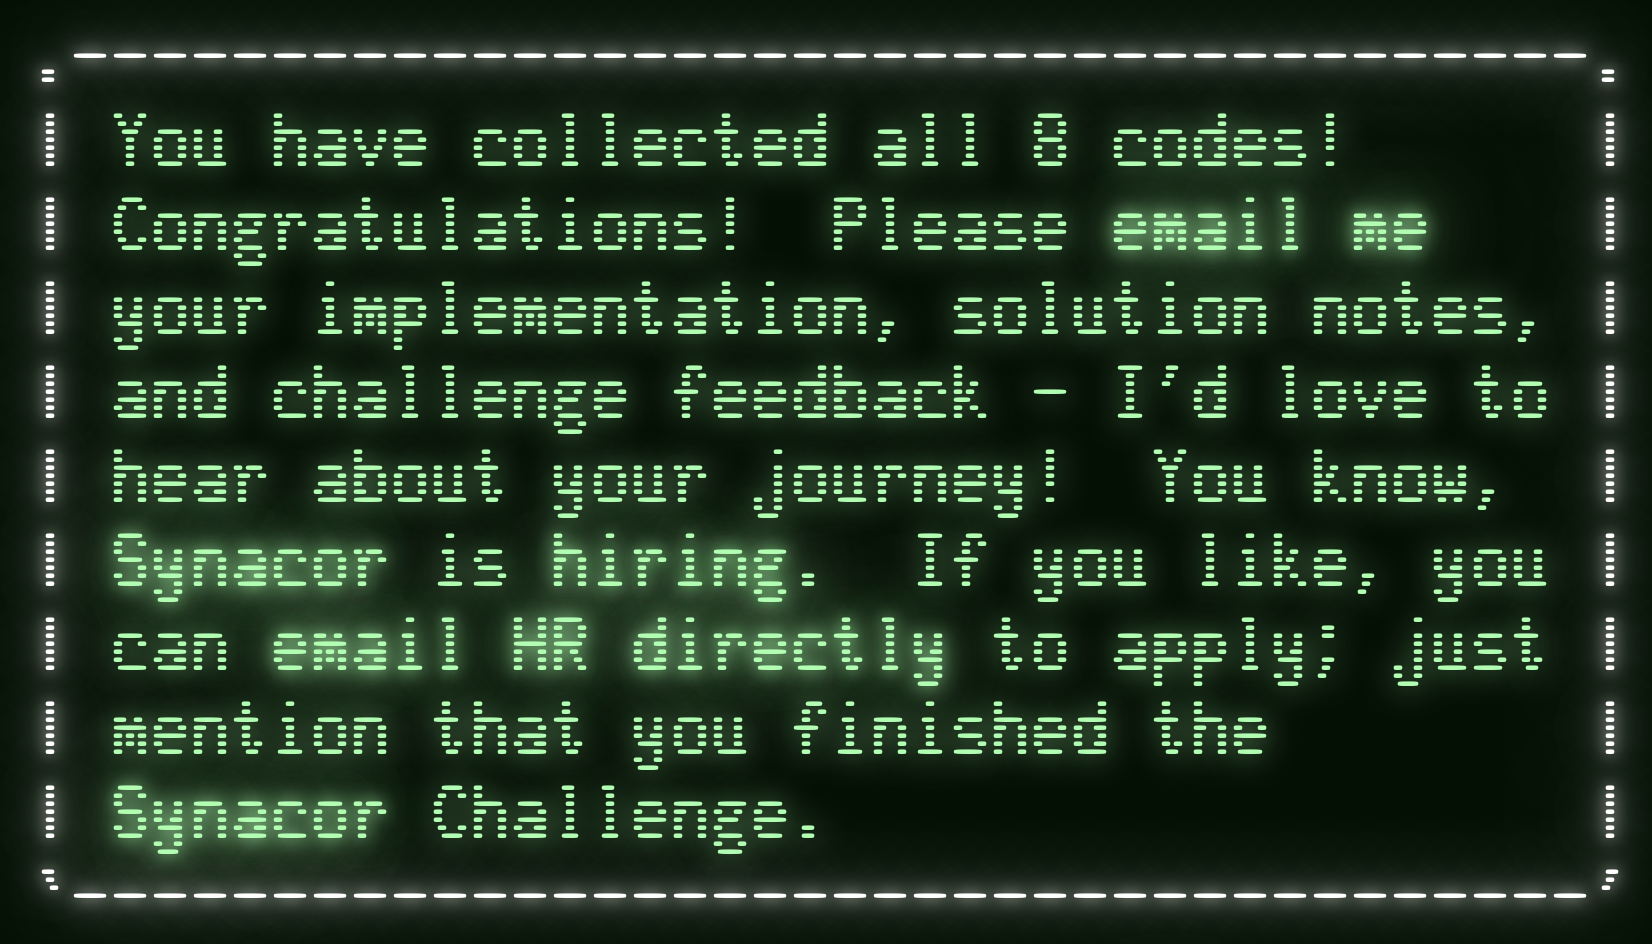 You have collected all 8 codes!
Congratulations!  Please email me
your implementation, solution notes,
and challenge feedback - I'd love to
hear about your journey!  You know,
Synacor is hiring.  If you like, you
can email HR directly to apply; just
mention that you finished the
Synacor Challenge.